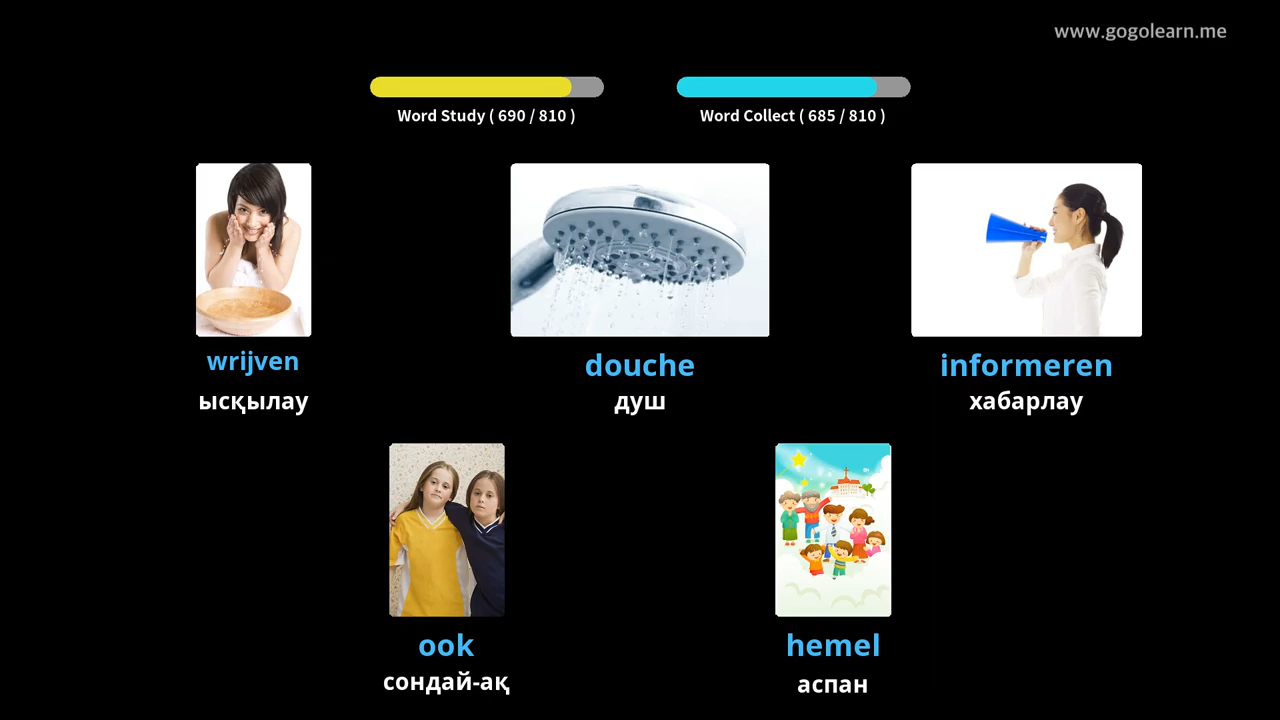 www.gogolearn.me
Word Study ( 690 / 810 )
Word Collect ( 685 / 810 )
wrijven
ысқылау
douche
душ
informeren
хабарлау
ook
сондай-ақ
hemel
аспан